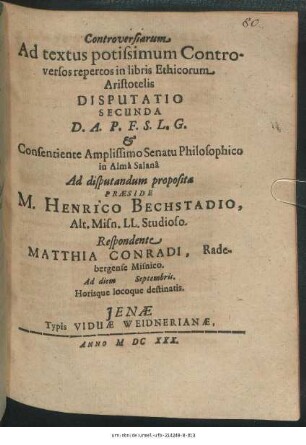 80.
Controversiarum
Ad textus potissimum Contro-
versos repertos in libris Ethicorum
Aristotelis
DISPUTATIO
SECUNDA
D. A. P. F. S. L. G.
&
Consentiente Amplissimo Senatu Philosophico
in Almâ Salanâ
Ad disputandum proposita
PRÆSIDE
M. HENRICO BECHSTADIO,
Alt. Misn. LL. Studioso.
Respondente
MATTHIA CONRADI, Rade-
bergense Misnico.
Ad diem Septembris.
Horisque locoque destinatis.
JENÆ
Typis VIDUÆ WEIDNERIANÆ,
ANNO M DC XXX.